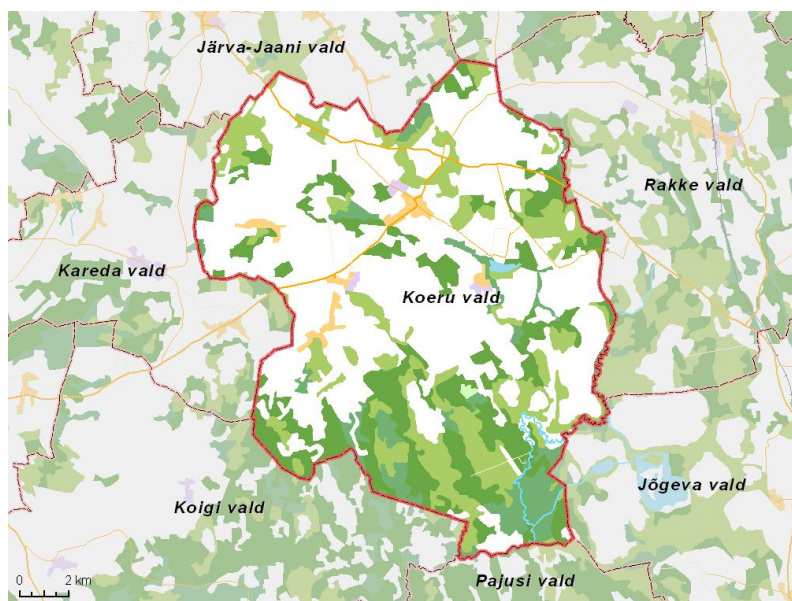 Järva-Jaani vald
Rakke vald
Kareda vald
Koeru vald
Jõgeva vald
Koigi vald
Pajusi vald
0 2 km